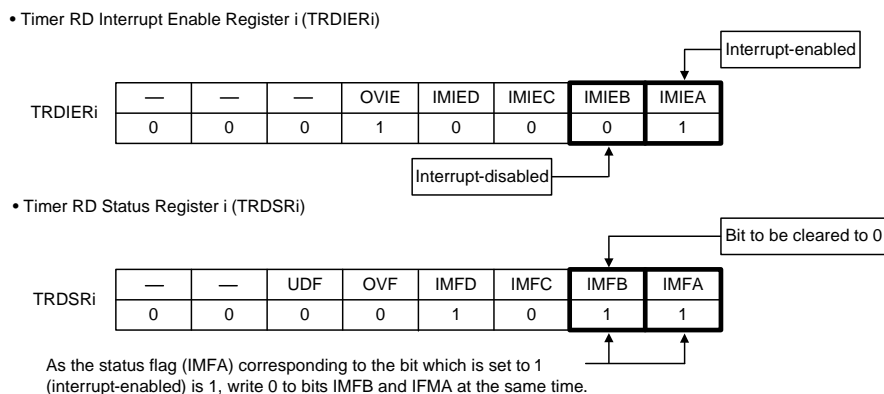 • Timer RD Interrupt Enable Register i (TRDIERi)
Interrupt-enabled
TRDIERi
— — — OVIE IMIED IMIEC IMIEB IMIEA
0 0 0 1 0 0 0 1
Interrupt-disabled
• Timer RD Status Register i (TRDSRi)
Bit to be cleared to 0
TRDSRi
— — UDF OVF IMFD IMFC IMFB IMFA
0 0 0 0 1 0 1 1
As the status flag (IMFA) corresponding to the bit which is set to 1
(interrupt-enabled) is 1, write 0 to bits IMFB and IFMA at the same time.